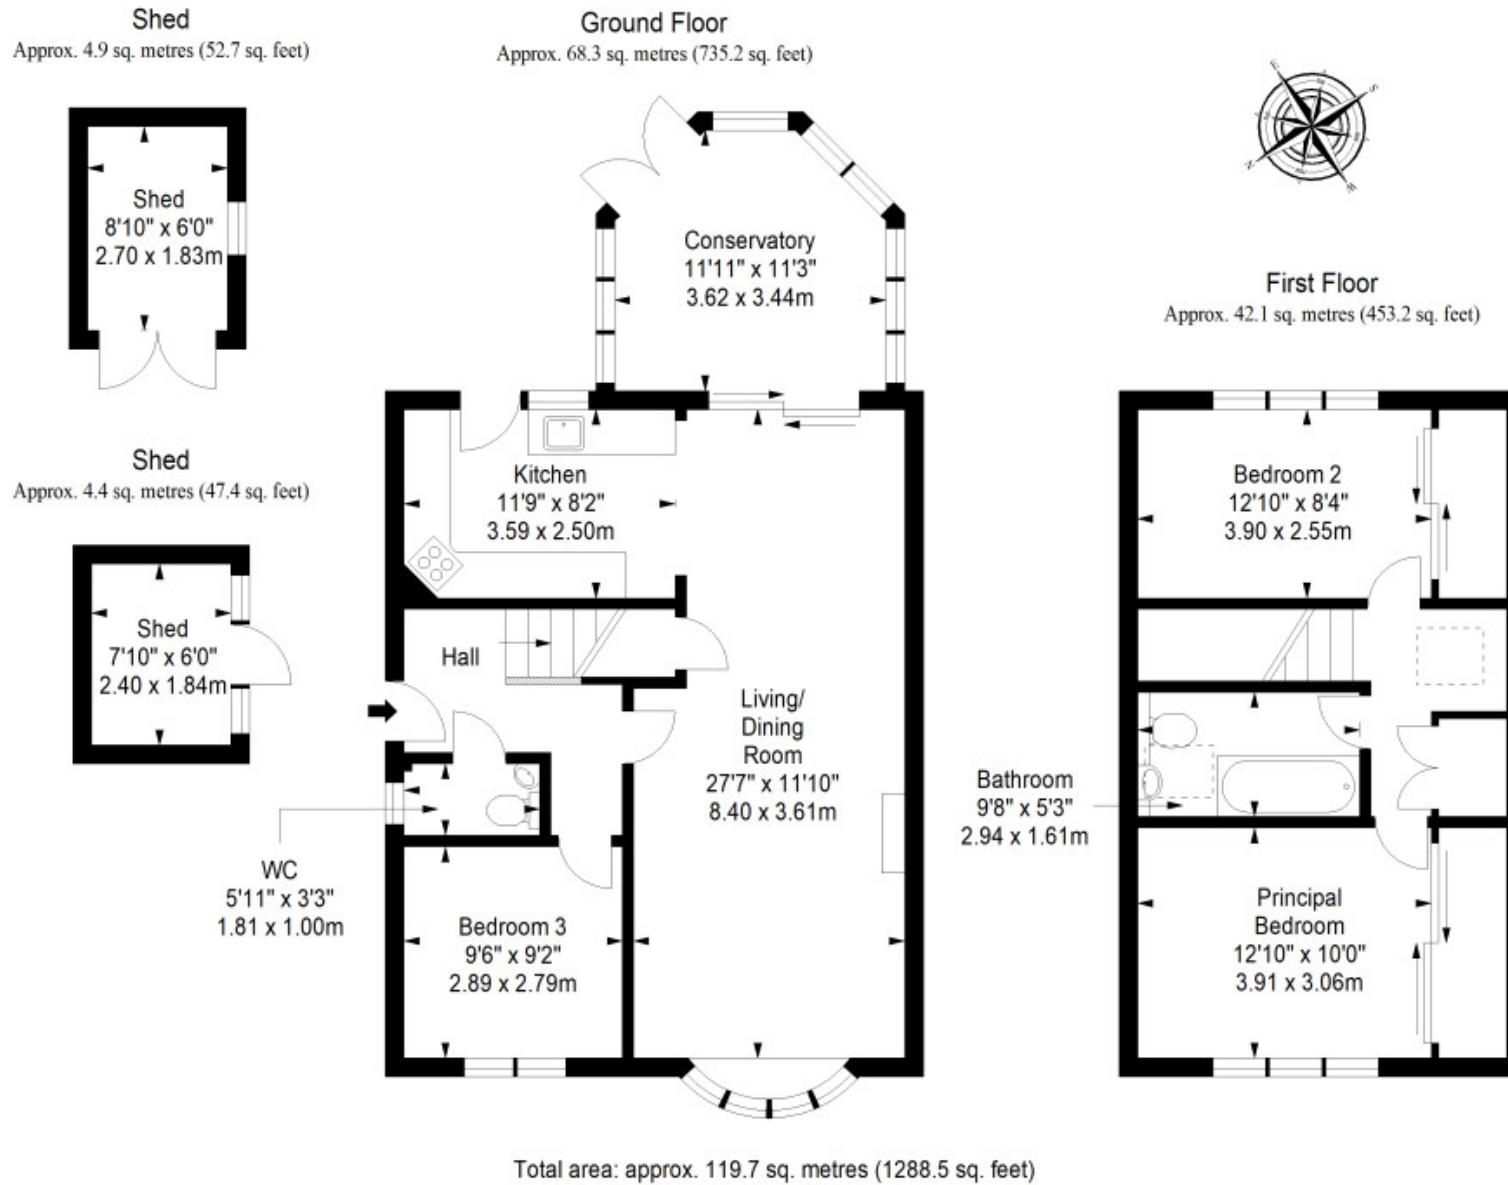 Shed
Approx. 4.9 sq. metres (52.7 sq. feet)
Shed
8'10" x 6'0"
2.70 x 1.83m
Shed
Approx. 4.4 sq. metres (47.4 sq. feet)
Shed
7'10" x 6'0"
2.40 x 1.84m
Ground Floor
Approx. 68.3 sq. metres (735.2 sq. feet)
Conservatory
11'11" x 11'3"
3.62 x 3.44m
Kitchen
11'9" x 8'2"
3.59 x 2.50m
Hall
Living/
Dining
Room
27'7" x 11'10"
8.40 x 3.61m
WC
5'11" x 3'3"
1.81 x 1.00m
Bedroom 3
9'6" x 9'2"
2.89 x 2.79m
E
S
N
W
First Floor
Approx. 42.1 sq. metres (453.2 sq. feet)
Bedroom 2
12'10" x 8'4"
3.90 x 2.55m
Bathroom
9'8" x 5'3"
2.94 x 1.61m
Principal
Bedroom
12'10" x 10'0"
3.91 x 3.06m
Total area: approx. 119.7 sq. metres (1288.5 sq. feet)